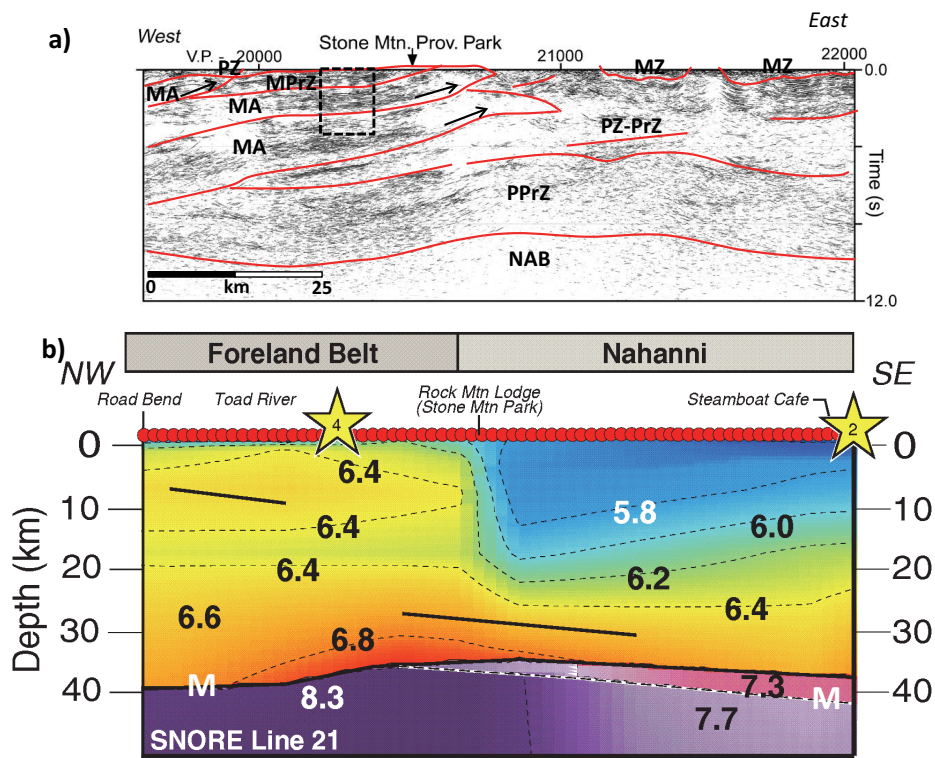 a)
West
East
Stone Mtn. Prov. Park
V.P.
20000
21000
22000
PZ
MZ
MZ
0.0
MA
MPrZ
MA
PZ-PrZ
MA
Time (s)
PPrZ
NAB
0
km
25
12.0
b)
Foreland Belt
Nahanni
NW
SE
Road Bend
Toad River
Rock Mtn Lodge
(Stone Mtn Park)
Steamboat Cafe
4
2
0
0
6.4
10
5.8
6.0
10
6.4
20
6.4
6.2
20
6.6
6.4
30
6.8
30
Depth (km)
40
M
8.3
7.3
M
40
7.7
SNORE Line 21